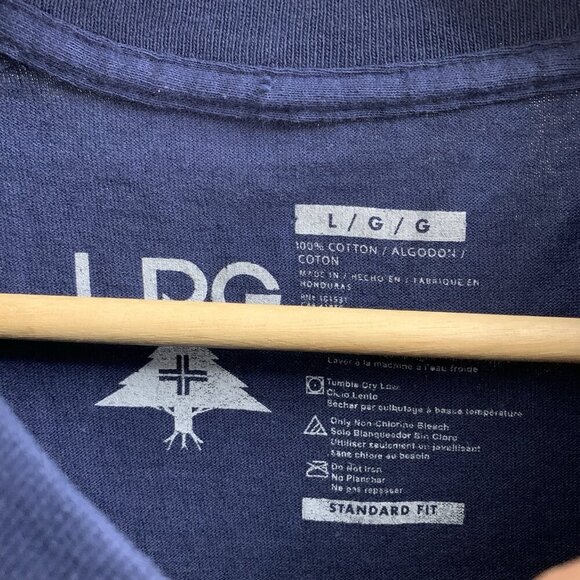 L / G / G
100% COTTON / ALGODON /
COTON
MADE IN / HECHO EN / FABRIQUE EN
HONDURAS
LRG
Laver à la machine à l'eau froide
Tumble Dry Low
Ciclo Lento
Sécher par culbutage à basse température
Only Non-Chlorine Bleach
Solo Blanqueador Sin Cloro
Utiliser seulement un javellisant
sans chlore au besoin
Do Not Iron
No Planchar
Ne pas repasser
STANDARD FIT